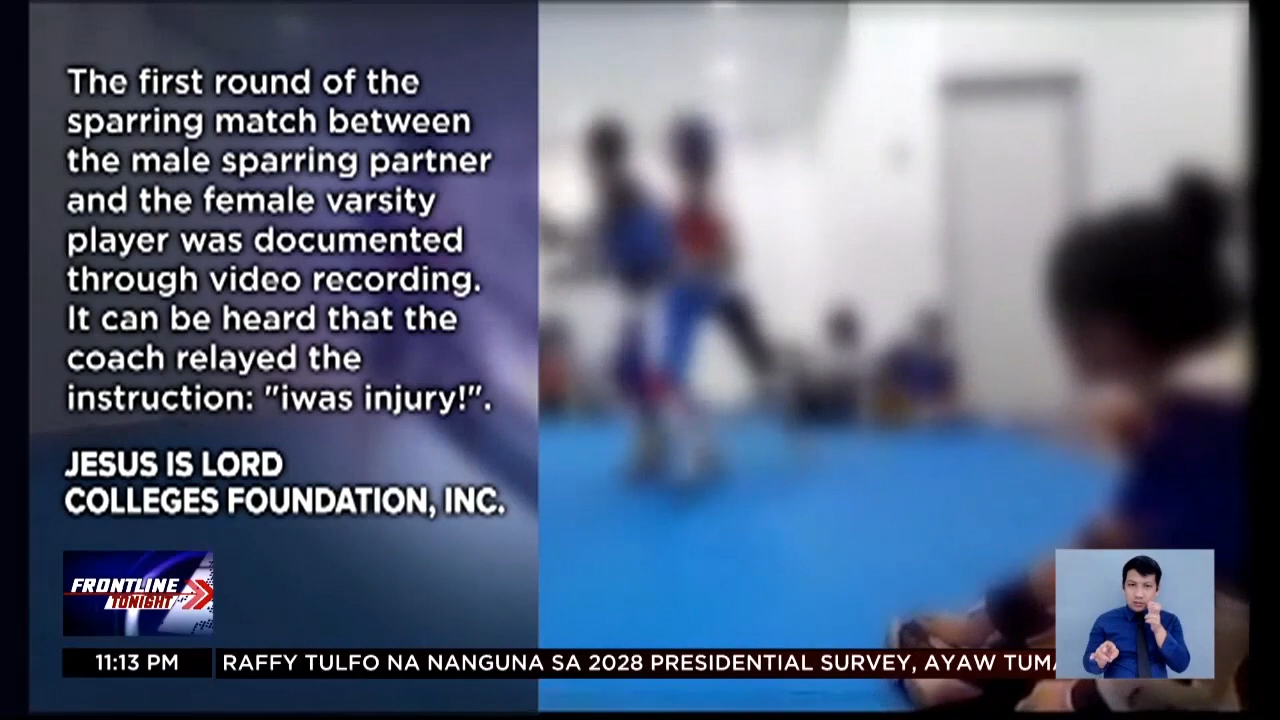 The first round of the
sparring match between
the male sparring partner
and the female varsity
player was documented
through video recording.
It can be heard that the
coach relayed the
instruction: "iwas injury!".
JESUS IS LORD
COLLEGES FOUNDATION, INC.
FRONTLINE
TONIGHT
11:13 PM
RAFFY TULFO NA NANGUNA SA 2028 PRESIDENTIAL SURVEY, AYAW